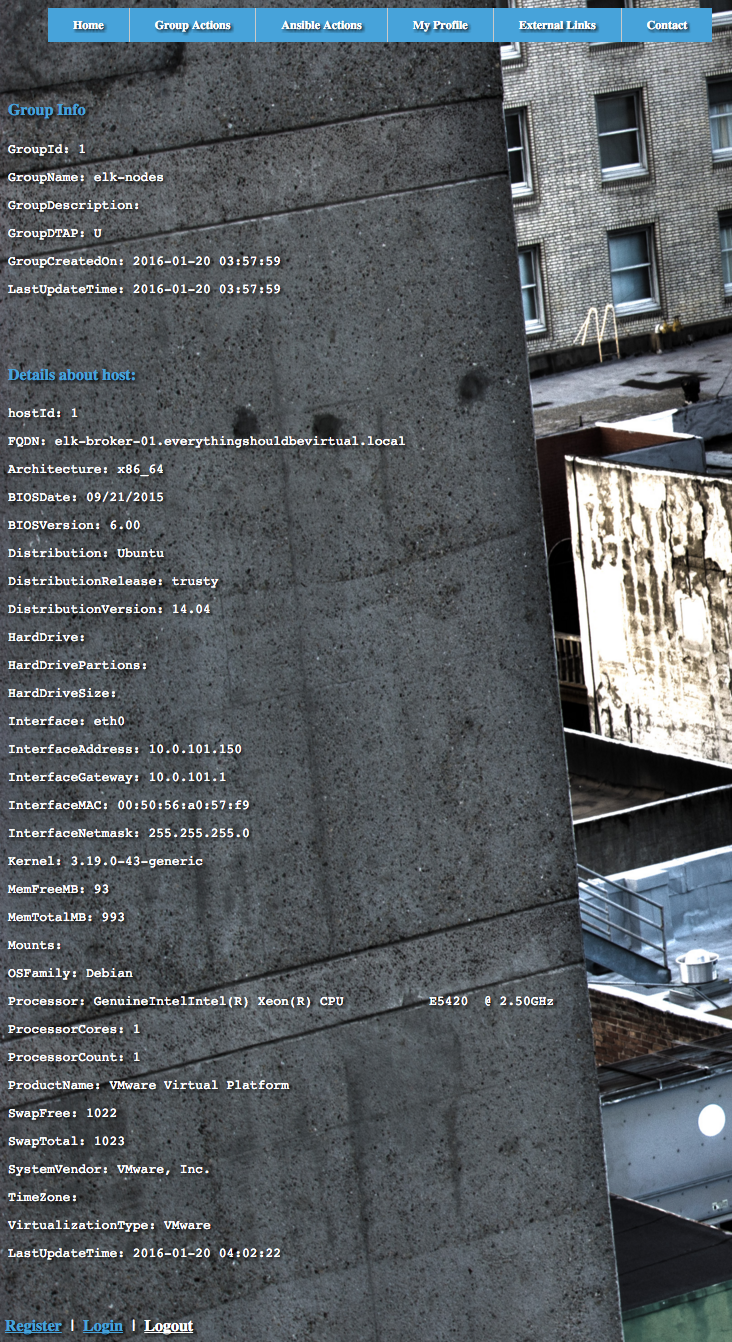 Home Group Actions Ansible Actions My Profile External Links Contact
Group Info
GroupId: 1
GroupName: elk-nodes
GroupDescription:
GroupDTAP: U
GroupCreatedOn: 2016-01-20 03:57:59
LastUpdateTime: 2016-01-20 03:57:59
Details about host:
hostId: 1
FQDN: elk-broker-01.everythingshouldbevirtual.local
Architecture: x86_64
BIOSDate: 09/21/2015
BIOSVersion: 6.00
Distribution: Ubuntu
DistributionRelease: trusty
DistributionVersion: 14.04
HardDrive:
HardDrivePartions:
HardDriveSize:
Interface: eth0
InterfaceAddress: 10.0.101.150
InterfaceGateway: 10.0.101.1
InterfaceMAC: 00:50:56:a0:57:f9
InterfaceNetmask: 255.255.255.0
Kernel: 3.19.0-43-generic
MemFreeMB: 93
MemTotalMB: 993
Mounts:
OSFamily: Debian
Processor: GenuineIntelIntel(R) Xeon(R) CPU           E5420  @ 2.50GHz
ProcessorCores: 1
ProcessorCount: 1
ProductName: VMware Virtual Platform
SwapFree: 1022
SwapTotal: 1023
SystemVendor: VMware, Inc.
TimeZone:
VirtualizationType: VMware
LastUpdateTime: 2016-01-20 04:02:22
Register | Login | Logout